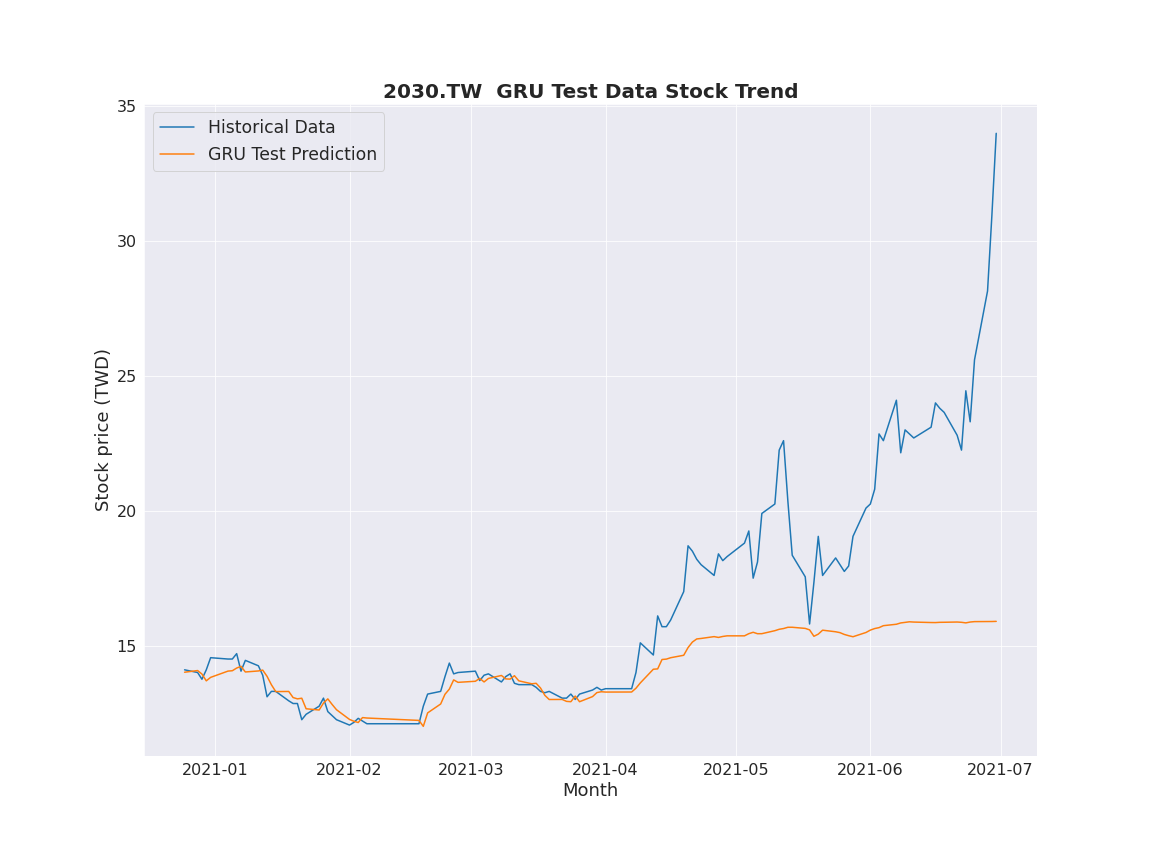 2030.TW  GRU Test Data Stock Trend
Historical Data
GRU Test Prediction
35
30
25
20
15
Stock price (TWD)
2021-01 2021-02 2021-03 2021-04 2021-05 2021-06 2021-07
Month